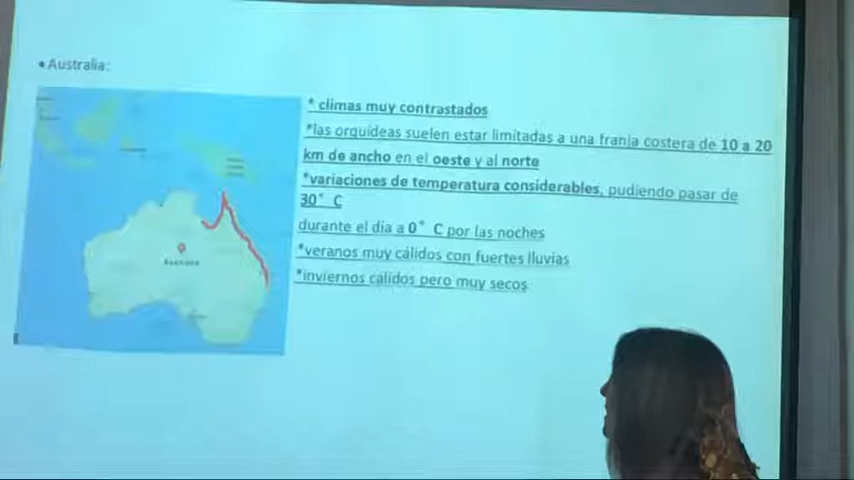 • Australia:
* climas muy contrastados
*las orquídeas suelen estar limitadas a una franja costera de 10 a 20
km de ancho en el oeste y al norte
*variaciones de temperatura considerables, pudiendo pasar de
30° C
durante el día a 0° C por las noches
*veranos muy cálidos con fuertes lluvias
*inviernos cálidos pero muy secos
Australia